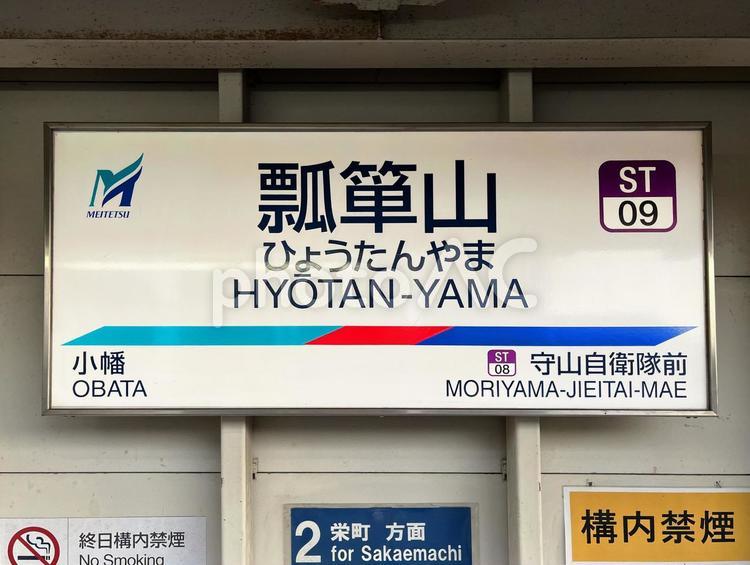 瓢箪山
ひょうたんやま
HYŌTAN-YAMA
MEITETSU
ST
09
小幡
OBATA
ST
08
守山自衛隊前
MORIYAMA-JIEITAI-MAE
終日構内禁煙
No Smoking
2
栄町 方面
for Sakaemachi
構内禁煙
photoAC